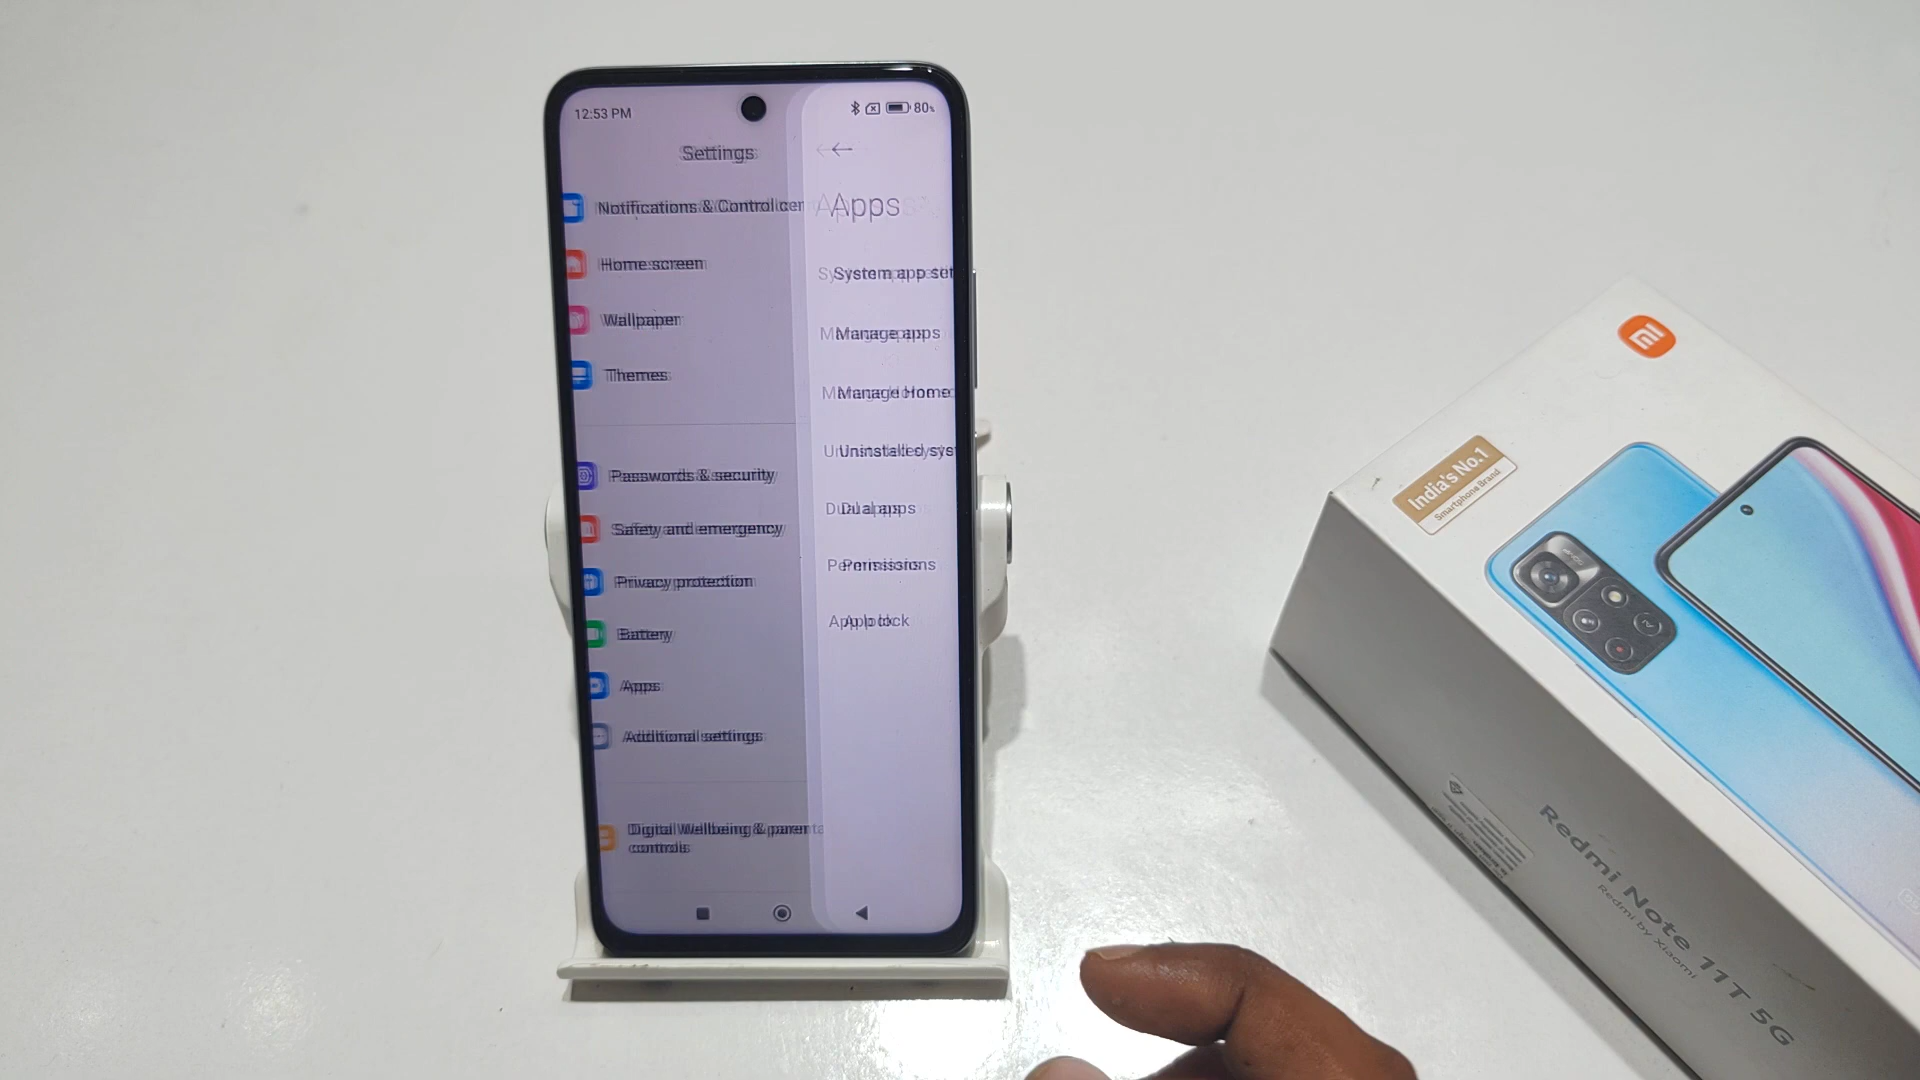 12:53 PM
80%
Settings
Notifications & Control cen
Home screen
Wallpaper
Themes
Passwords & security
Safety and emergency
Privacy protection
Battery
Apps
Additional settings
Digital Wellbeing & parenta
controls
Apps
System app set
Manage apps
Manage Home
Uninstalled syst
Dual apps
Permissions
App lock
mi
India's No.1
Smartphone Brand
Redmi Note 11T 5G
Redmi by Xiaomi